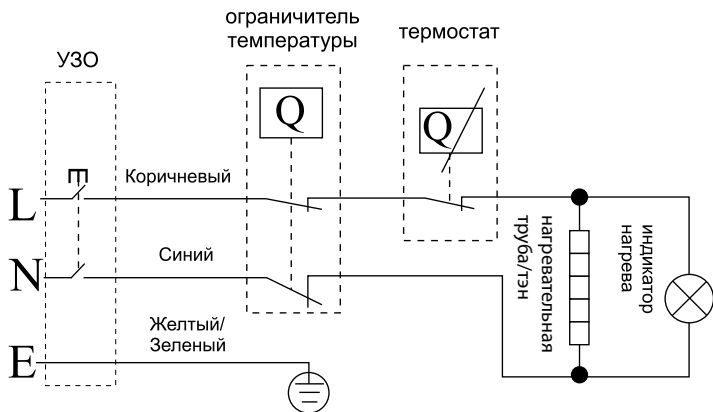 ограничитель
температуры
термостат
УЗО
Q
Q
E
Коричневый
L
Синий
N
Желтый/
Зеленый
E
нагревательная
труба/тэн
индикатор
нагрева